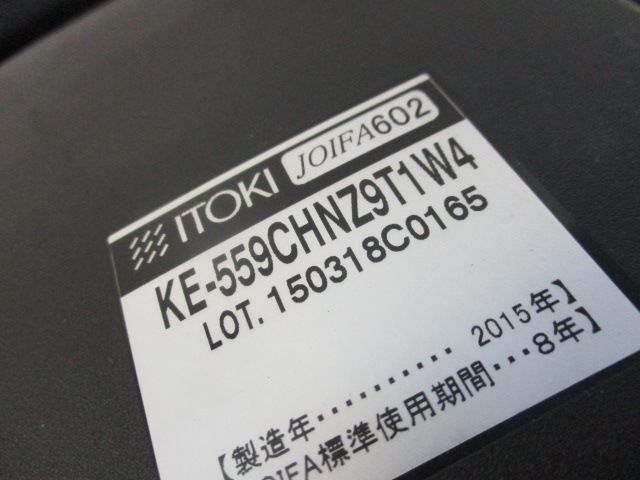 ITOKI JOIFA602
KE-559CHNZ9T1W4
LOT. 150318C0165
【製造年·········· 2015年】
OIFA標準使用期間···8年】